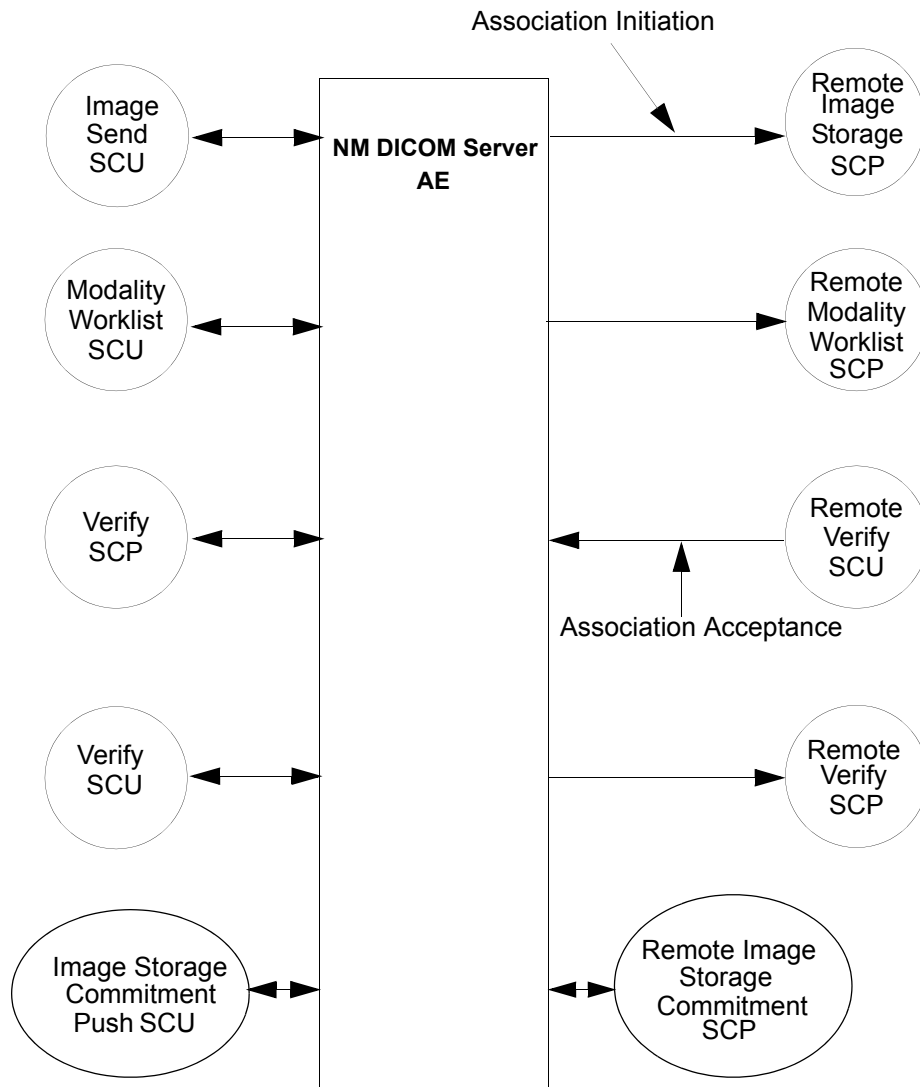 Association Initiation
Image
Send
SCU
NM DICOM Server
AE
Remote
Image
Storage
SCP
Modality
Worklist
SCU
Remote
Modality
Worklist
SCP
Verify
SCP
Remote
Verify
SCU
Association Acceptance
Verify
SCU
Remote
Verify
SCP
Image Storage
Commitment
Push SCU
Remote Image
Storage
Commitment
SCP